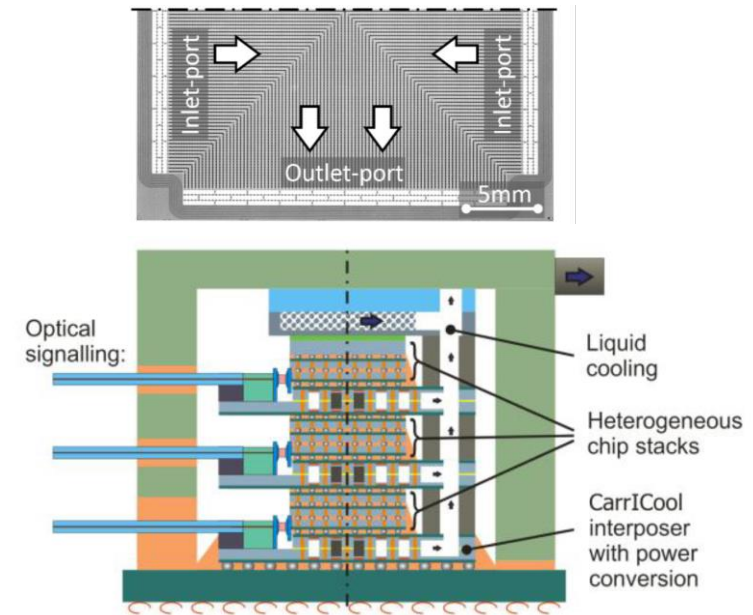 Inlet-port
Inlet-port
Outlet-port
5mm
Optical
signalling:
Liquid
cooling
Heterogeneous
chip stacks
CarrICool
interposer
with power
conversion